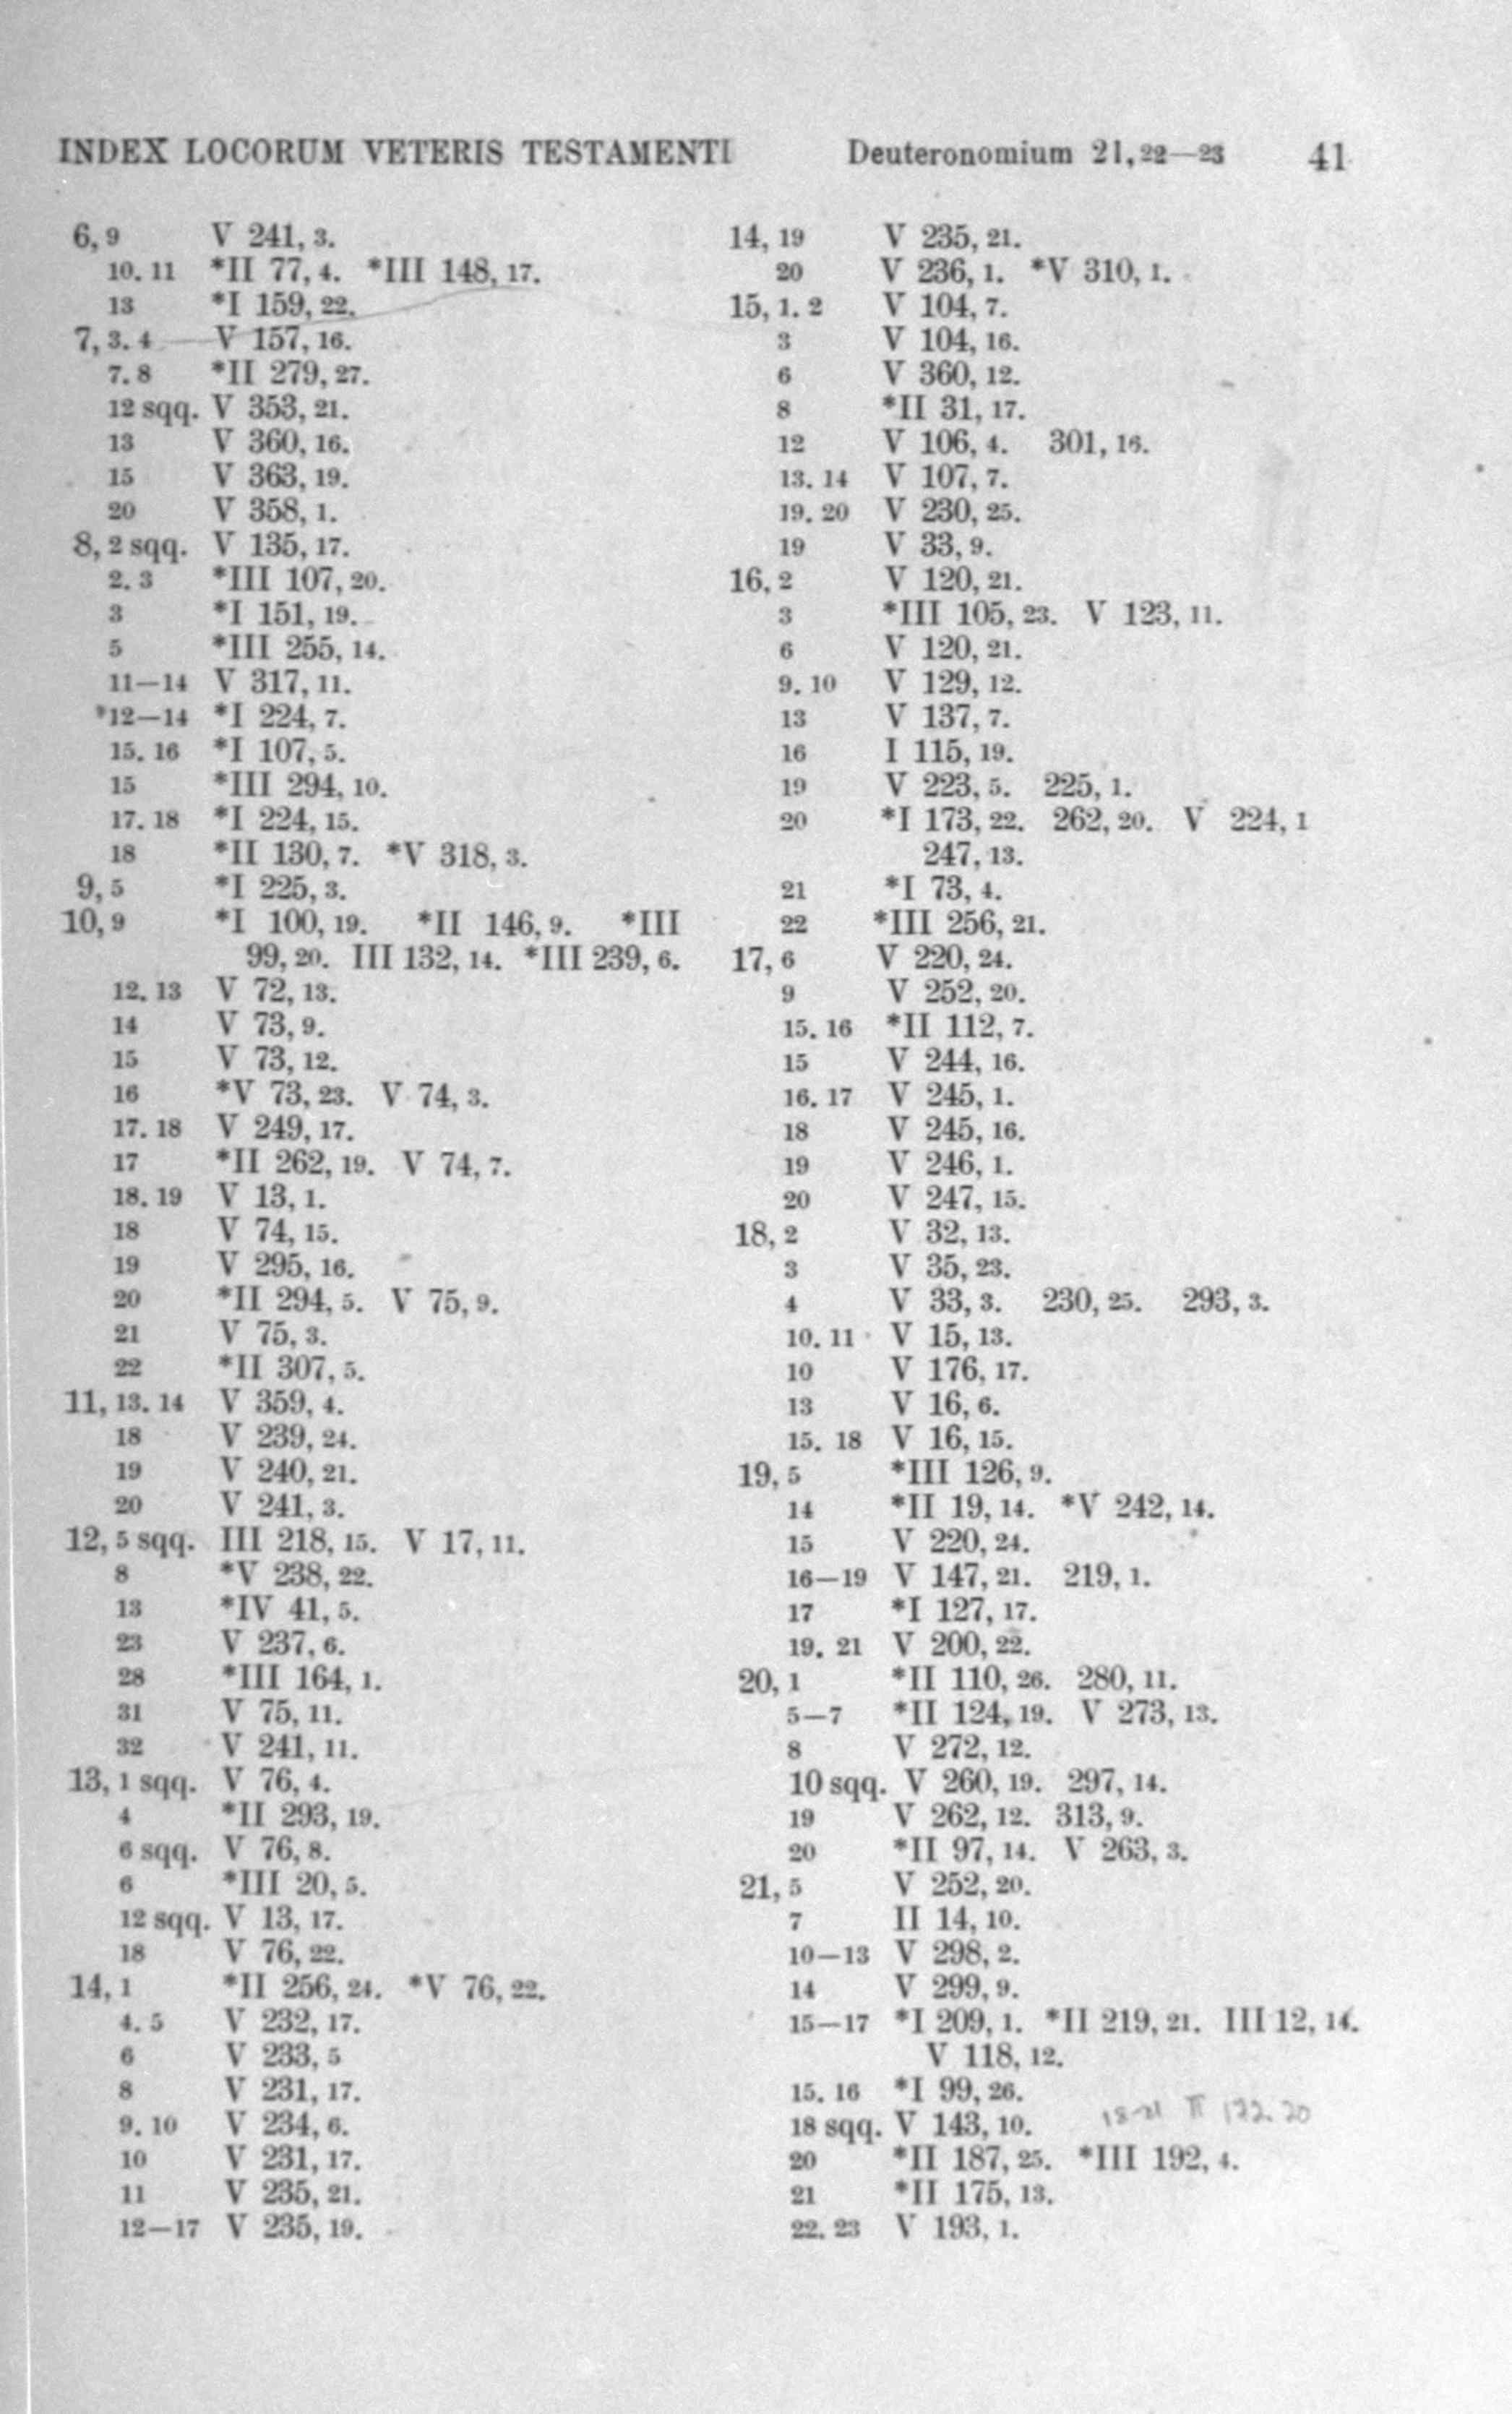 INDEX LOCORUM VETERIS TESTAMENTI Deuteronomium 21, 22—23 41
6, 9 V 241, 3.
10. 11 *II 77, 4. *III 148, 17.
13 *I 159, 22.
7, 3. 4 V 157, 16.
7. 8 *II 279, 27.
12 sqq. V 353, 21.
13 V 360, 16.
15 V 363, 19.
20 V 358, 1.
8, 2 sqq. V 135, 17.
2. 3 *III 107, 20.
3 *I 151, 19.
5 *III 255, 14.
11—14 V 317, 11.
*12—14 *I 224, 7.
15. 16 *I 107, 5.
15 *III 294, 10.
17. 18 *I 224, 15.
18 *II 130, 7. *V 318, 3.
9, 5 *I 225, 3.
10, 9 *I 100, 19. *II 146, 9. *III
99, 20. III 132, 14. *III 239, 6.
12. 13 V 72, 13.
14 V 73, 9.
15 V 73, 12.
16 *V 73, 23. V 74, 3.
17. 18 V 249, 17.
17 *II 262, 19. V 74, 7.
18. 19 V 13, 1.
18 V 74, 15.
19 V 295, 16.
20 *II 294, 5. V 75, 9.
21 V 75, 3.
22 *II 307, 5.
11, 13. 14 V 359, 4.
18 V 239, 24.
19 V 240, 21.
20 V 241, 3.
12, 5 sqq. III 218, 15. V 17, 11.
8 *V 238, 22.
13 *IV 41, 5.
23 V 237, 6.
28 *III 164, 1.
31 V 75, 11.
32 V 241, 11.
13, 1 sqq. V 76, 4.
4 *II 293, 19.
6 sqq. V 76, 8.
6 *III 20, 5.
12 sqq. V 13, 17.
18 V 76, 22.
14, 1 *II 256, 24. *V 76, 22.
4. 5 V 232, 17.
6 V 233, 5
8 V 231, 17.
9. 10 V 234, 6.
10 V 231, 17.
11 V 235, 21.
12—17 V 235, 19.
14, 19 V 235, 21.
20 V 236, 1. *V 310, 1.
15, 1. 2 V 104, 7.
3 V 104, 16.
6 V 360, 12.
8 *II 31, 17.
12 V 106, 4. 301, 16.
13. 14 V 107, 7.
19. 20 V 230, 25.
19 V 33, 9.
16, 2 V 120, 21.
3 *III 105, 23. V 123, 11.
6 V 120, 21.
9. 10 V 129, 12.
13 V 137, 7.
16 I 115, 19.
19 V 223, 5. 225, 1.
20 *I 173, 22. 262, 20. V 224, 1
247, 13.
21 *I 73, 4.
22 *III 256, 21.
17, 6 V 220, 24.
9 V 252, 20.
15. 16 *II 112, 7.
15 V 244, 16.
16. 17 V 245, 1.
18 V 245, 16.
19 V 246, 1.
20 V 247, 15.
18, 2 V 32, 13.
3 V 35, 23.
4 V 33, 3. 230, 25. 293, 3.
10. 11 V 15, 13.
10 V 176, 17.
13 V 16, 6.
15. 18 V 16, 15.
19, 5 *III 126, 9.
14 *II 19, 14. *V 242, 14.
15 V 220, 24.
16—19 V 147, 21. 219, 1.
17 *I 127, 17.
19. 21 V 200, 22.
20, 1 *II 110, 26. 280, 11.
5—7 *II 124, 19. V 273, 13.
8 V 272, 12.
10 sqq. V 260, 19. 297, 14.
19 V 262, 12. 313, 9.
20 *II 97, 14. V 263, 3.
21, 5 V 252, 20.
7 II 14, 10.
10—13 V 298, 2.
14 V 299, 9.
15—17 *I 209, 1. *II 219, 21. III 12, 14.
V 118, 12.
15. 16 *I 99, 26.
18 sqq. V 143, 10. 18-21 II 122. 20
20 *II 187, 25. *III 192, 4.
21 *II 175, 13.
22. 23 V 193, 1.